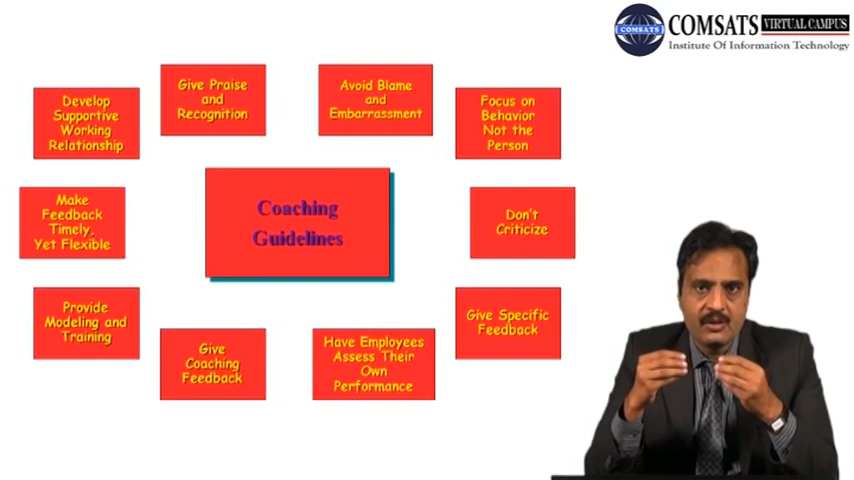 COMSATS VIRTUAL CAMPUS
Institute Of Information Technology
COMSATS
Give Praise
and
Recognition
Avoid Blame
and
Embarrassment
Develop
Supportive
Working
Relationship
Focus on
Behavior
Not the
Person
Make
Feedback
Timely,
Yet Flexible
Coaching
Guidelines
Don't
Criticize
Provide
Modeling and
Training
Give Specific
Feedback
Give
Coaching
Feedback
Have Employees
Assess Their
Own
Performance